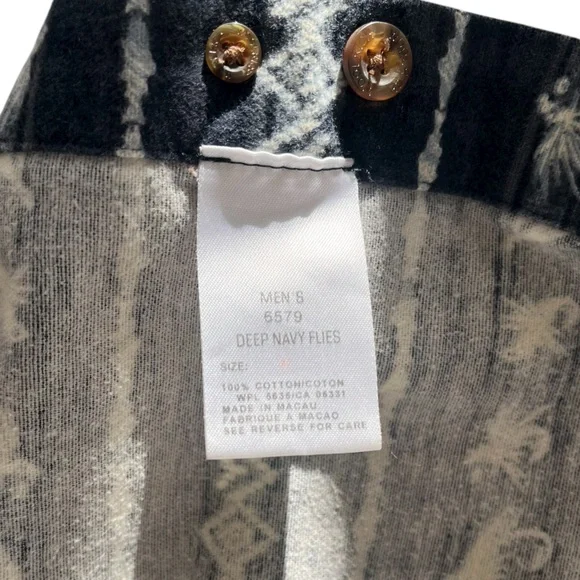 MEN'S
6579
DEEP NAVY FLIES
SIZE:
100% COTTON/COTON
WPL 5635/CA 06331
MADE IN MACAU
FABRIQUE A MACAO
SEE REVERSE FOR CARE